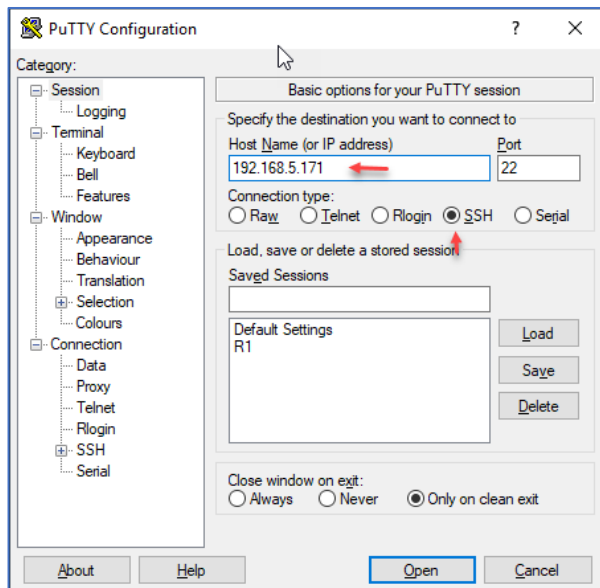 PuTTY Configuration ? ×
Category:
Session
Logging
Terminal
Keyboard
Bell
Features
Window
Appearance
Behaviour
Translation
Selection
Colours
Connection
Data
Proxy
Telnet
Rlogin
SSH
Serial
Basic options for your PuTTY session
Specify the destination you want to connect to
Host Name (or IP address) Port
192.168.5.171 22
Connection type:
Raw Telnet Rlogin SSH Serial
Load, save or delete a stored session
Saved Sessions
Default Settings
R1
Load
Save
Delete
Close window on exit:
Always Never Only on clean exit
About Help Open Cancel